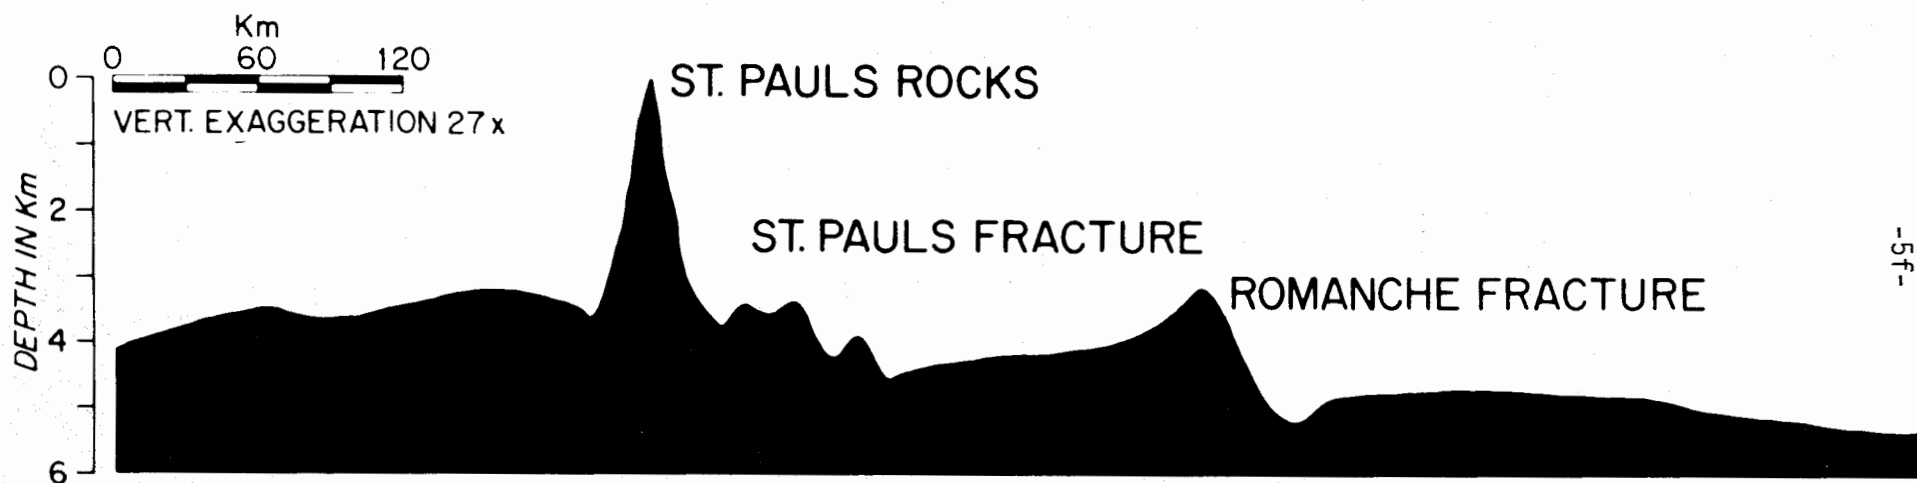 Km
0 60 120
VERT. EXAGGERATION 27x
0
2
4
6
DEPTH IN Km
ST. PAULS ROCKS
ST. PAULS FRACTURE
ROMANCHE FRACTURE
-5f-